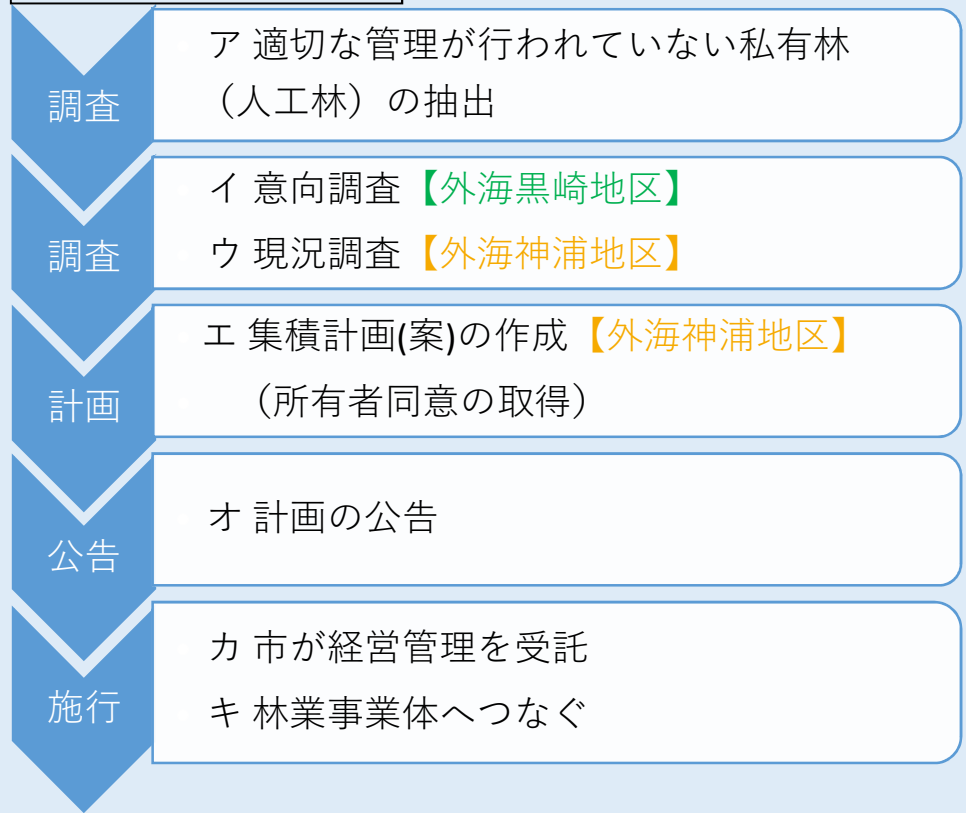 調査
ア 適切な管理が行われていない私有林
（人工林）の抽出
調査
イ 意向調査【外海黒崎地区】
ウ 現況調査【外海神浦地区】
計画
エ 集積計画(案)の作成【外海神浦地区】
（所有者同意の取得）
公告
オ 計画の公告
施行
カ 市が経営管理を受託
キ 林業事業体へつなぐ